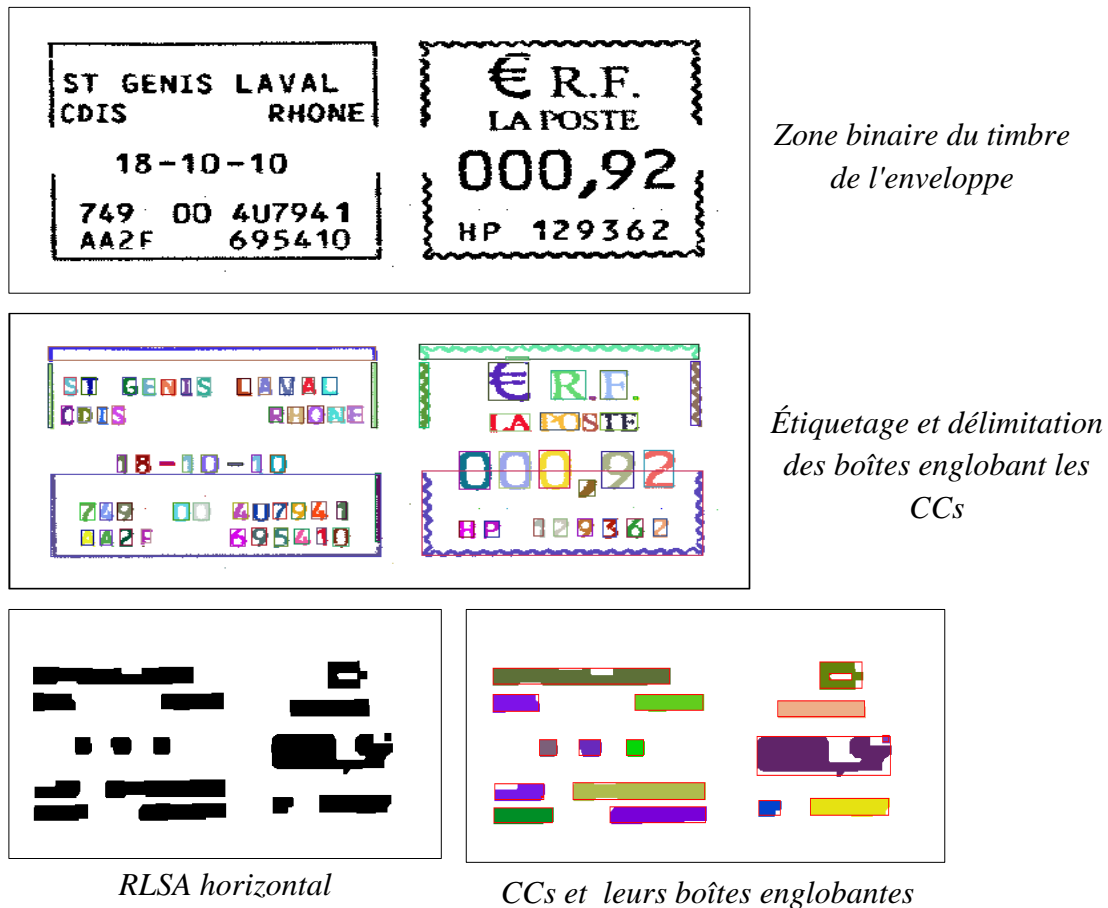 ST GENIS LAVAL
CDIS RHONE
18-10-10
749 00 4U7941
AA2F 695410
€ R.F.
LA POSTE
000,92
HP 129362
Zone binaire du timbre
de l'enveloppe
ST GENIS LAVAL
CDIS RHONE
18-10-10
749 00 4U7941
AA2F 695410
€ R.F.
LA POSTE
000,92
HP 129362
Étiquetage et délimitation
des boîtes englobant les
CCs
RLSA horizontal
CCs et leurs boîtes englobantes